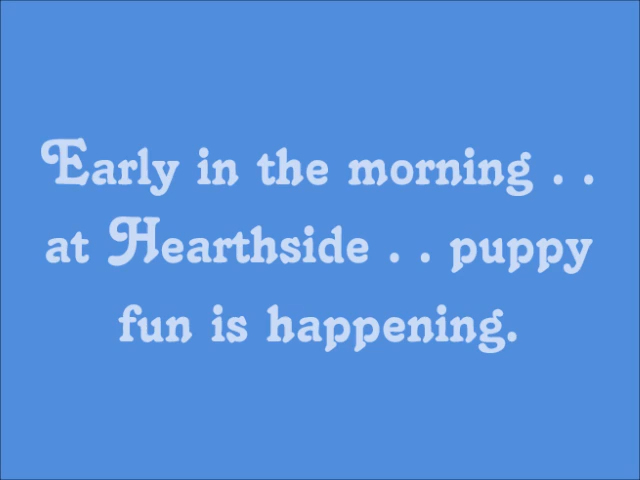 Early in the morning . .
at Hearthside . . puppy
fun is happening.